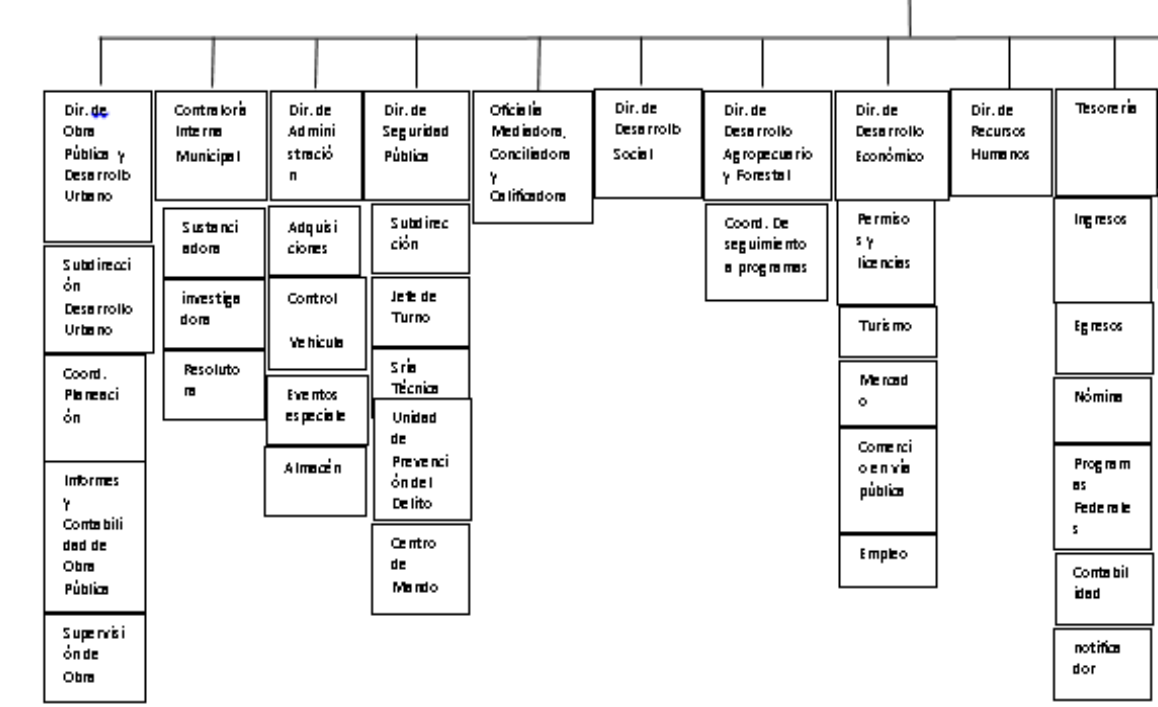 Dir. de
Obra
Pública y
Desarrollo
Urbano
Subdirecci
ón
Desarrollo
Urbano
Coord.
Planeaci
ón
Informes
y
Contabili
dad de
Obra
Pública
Supervisi
ón de
Obra
Contraloría
Interna
Municipal
Sustanci
adora
investiga
dora
Resoluto
ra
Dir. de
Admini
stració
n
Adquisi
ciones
Control
Vehicula
Eventos
especiale
Almacén
Dir. de
Seguridad
Pública
Subdirec
ción
Jefe de
Turno
Sría
Técnica
Unidad
de
Prevenci
ón del
Delito
Centro
de
Mando
Oficialía
Mediadora,
Conciliadora
y
Calificadora
Dir. de
Desarrollo
Social
Dir. de
Desarrollo
Agropecuario
y Forestal
Coord. De
seguimiento
a programas
Dir. de
Desarrollo
Económico
Permiso
s y
licencias
Turismo
Mercad
o
Comerci
o en vía
pública
Empleo
Dir. de
Recursos
Humanos
Tesorería
Ingresos
Egresos
Nómina
Program
as
Federale
s
Contabil
idad
notifica
dor